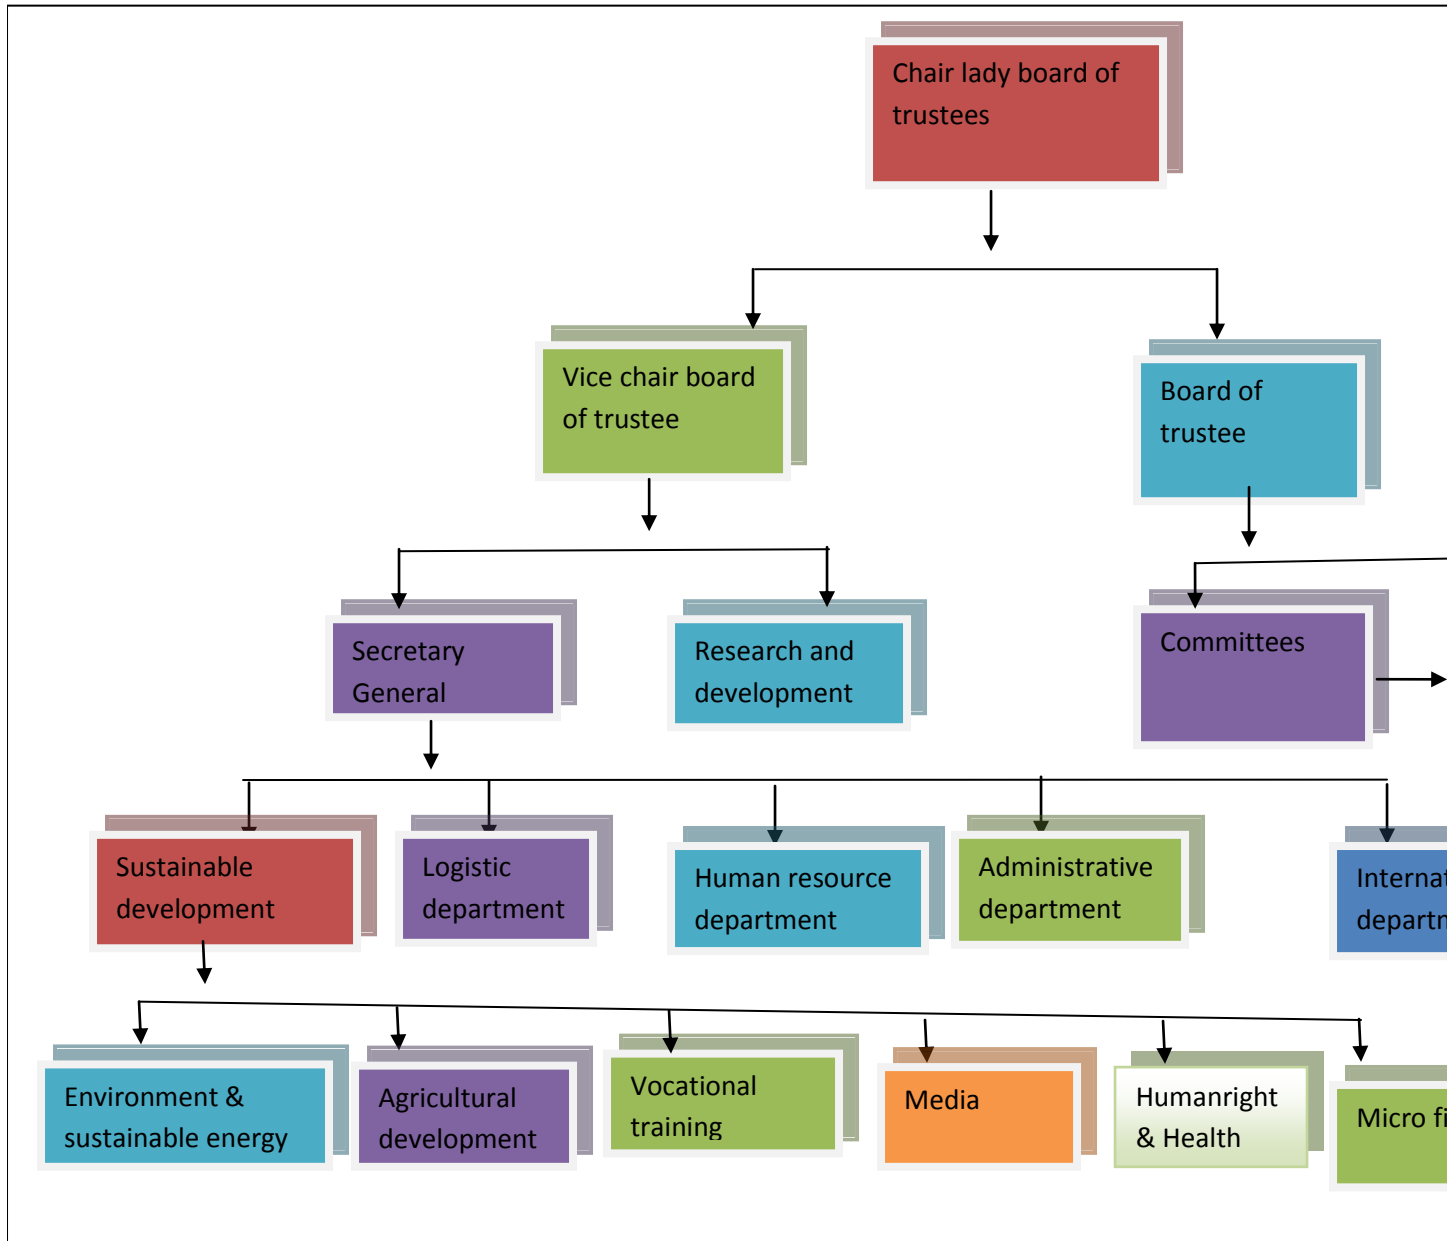 Chair lady board of
trustees
Vice chair board
of trustee
Board of
trustee
Secretary
General
Research and
development
Committees
Sustainable
development
Logistic
department
Human resource
department
Administrative
department
Environment &
sustainable energy
Agricultural
development
Vocational
training
Media
Humanright
& Health
Micro